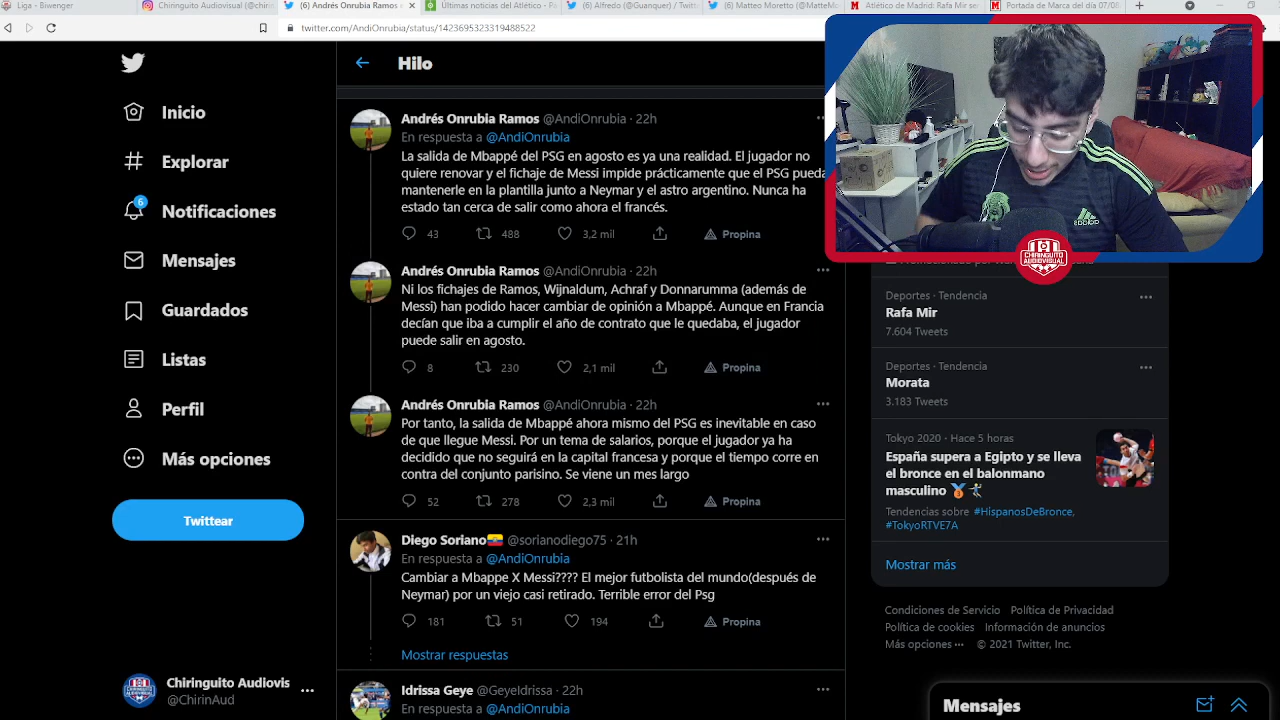 Liga - Biwenger
Chiringuito Audiovisual (@chiri
(6) Andrés Onrubia Ramos
Últimas noticias del Atlético - P
(6) Alfredo (@Guanque) / Twitt
(6) Matteo Moretto (@MatteMo
Atlético de Madrid: Rafa Mir se
Portada de Marca del día 07/08
twitter.com/AndiOnrubia/status/1423695323319488522
Inicio
Explorar
6
Notificaciones
Mensajes
Guardados
Listas
Perfil
Más opciones
Twittear
Chiringuito Audiovis
@ChirinAud
Hilo
Andrés Onrubia Ramos @AndiOnrubia · 22h
En respuesta a @AndiOnrubia
La salida de Mbappé del PSG en agosto es ya una realidad. El jugador no
quiere renovar y el fichaje de Messi impide prácticamente que el PSG pueda
mantenerle en la plantilla junto a Neymar y el astro argentino. Nunca ha
estado tan cerca de salir como ahora el francés.
43 488 3,2 mil Propina
Andrés Onrubia Ramos @AndiOnrubia · 22h
Ni los fichajes de Ramos, Wijnaldum, Achraf y Donnarumma (además de
Messi) han podido hacer cambiar de opinión a Mbappé. Aunque en Francia
decían que iba a cumplir el año de contrato que le quedaba, el jugador
puede salir en agosto.
8 230 2,1 mil Propina
Andrés Onrubia Ramos @AndiOnrubia · 22h
Por tanto, la salida de Mbappé ahora mismo del PSG es inevitable en caso
de que llegue Messi. Por un tema de salarios, porque el jugador ya ha
decidido que no seguirá en la capital francesa y porque el tiempo corre en
contra del conjunto parisino. Se viene un mes largo
52 278 2,3 mil Propina
Diego Soriano @sorianodiego75 · 21h
En respuesta a @AndiOnrubia
Cambiar a Mbappe X Messi???? El mejor futbolista del mundo(después de
Neymar) por un viejo casi retirado. Terrible error del Psg
181 51 194 Propina
Mostrar respuestas
Idrissa Geye @GeyeIdrissa · 22h
En respuesta a @AndiOnrubia
adidas
CHIRINGUITO
AUDIOVISUAL
Deportes · Tendencia
Rafa Mir
7.604 Tweets
Deportes · Tendencia
Morata
3.183 Tweets
Tokyo 2020 · Hace 5 horas
España supera a Egipto y se lleva
el bronce en el balonmano
masculino
Tendencias sobre #HispanosDeBronce,
#TokyoRTVE7A
Mostrar más
Condiciones de Servicio Política de Privacidad
Política de cookies Información de anuncios
Más opciones ··· © 2021 Twitter, Inc.
Mensajes